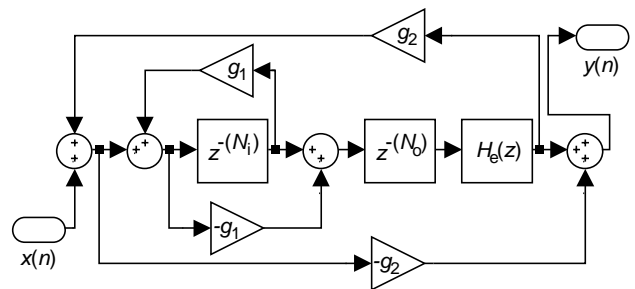 g2
y(n)
g1
+
+
+ +
z-(Ni)
+
+
z-(No)
He(z)
+
+
+
-g1
x(n)
-g2